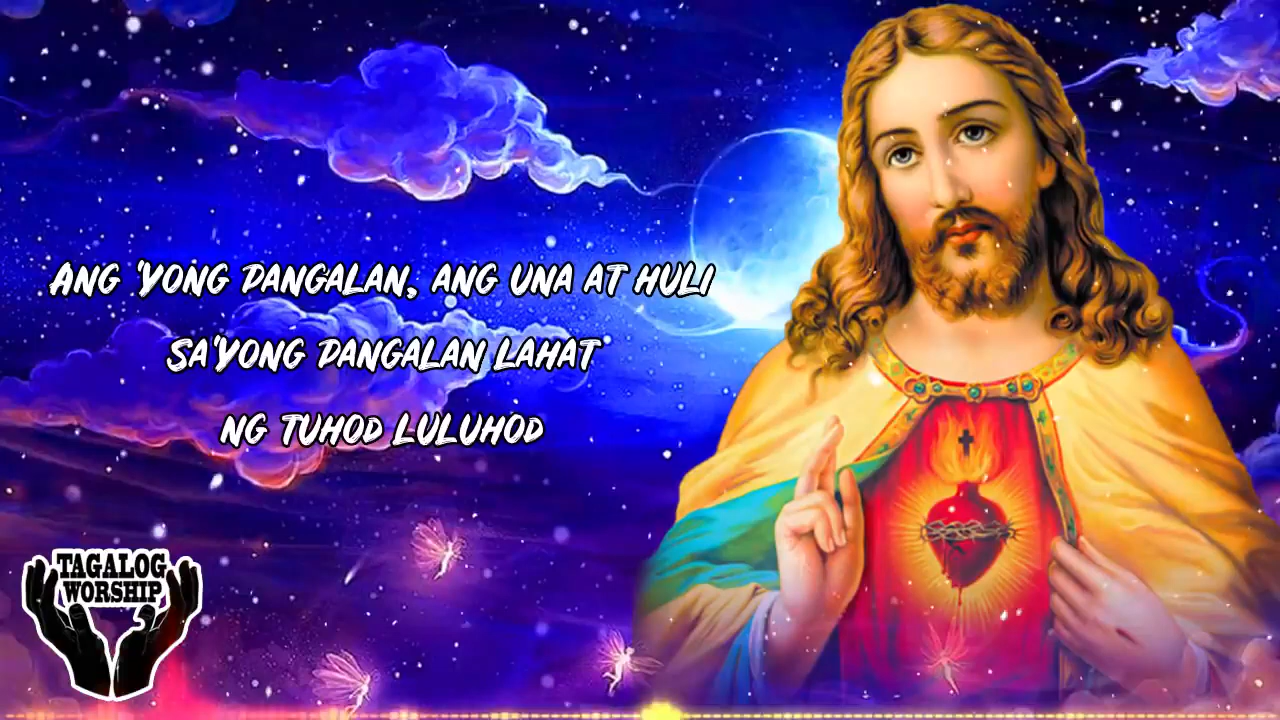 Ang 'Yong Dangalan, ang una at huli
Sa'Yong Dangalan lahat
ng tuhod luluhod
TAGALOG
WORSHIP